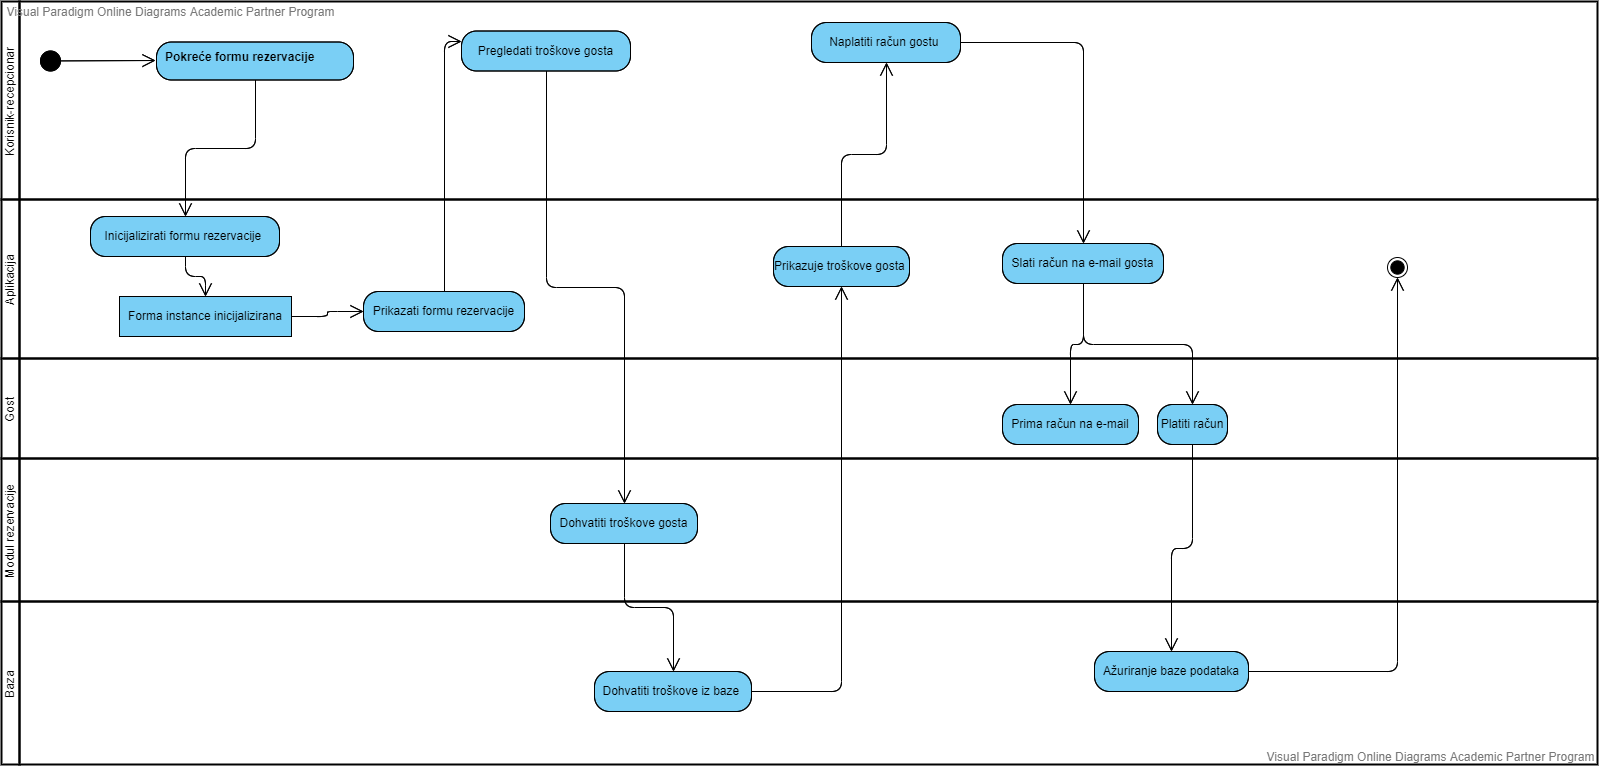 Visual Paradigm Online Diagrams Academic Partner Program
Korisnik-recepcionar
Pokreće formu rezervacije
Pregledati troškove gosta
Naplatiti račun gostu
Aplikacija
Inicijalizirati formu rezervacije
Forma instance inicijalizirana
Prikazati formu rezervacije
Prikazuje troškove gosta
Slati račun na e-mail gosta
Gost
Prima račun na e-mail
Platiti račun
Modul rezervacije
Dohvatiti troškove gosta
Baza
Dohvatiti troškove iz baze
Ažuriranje baze podataka
Visual Paradigm Online Diagrams Academic Partner Program